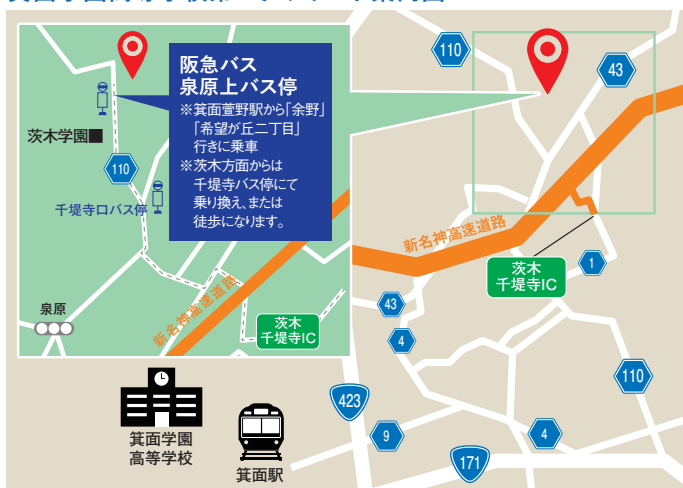 阪急バス
泉原上バス停
※箕面萱野駅から「余野」
「希望が丘二丁目」
行きに乗車
※茨木方面からは
千堤寺バス停にて
乗り換え、または
徒歩になります。
茨木学園
110
千堤寺口バス停
新名神高速道路
泉原
茨木
千堤寺IC
110
43
新名神高速道路
茨木
千堤寺IC
1
43
4
423
110
9
4
171
箕面学園
高等学校
箕面駅